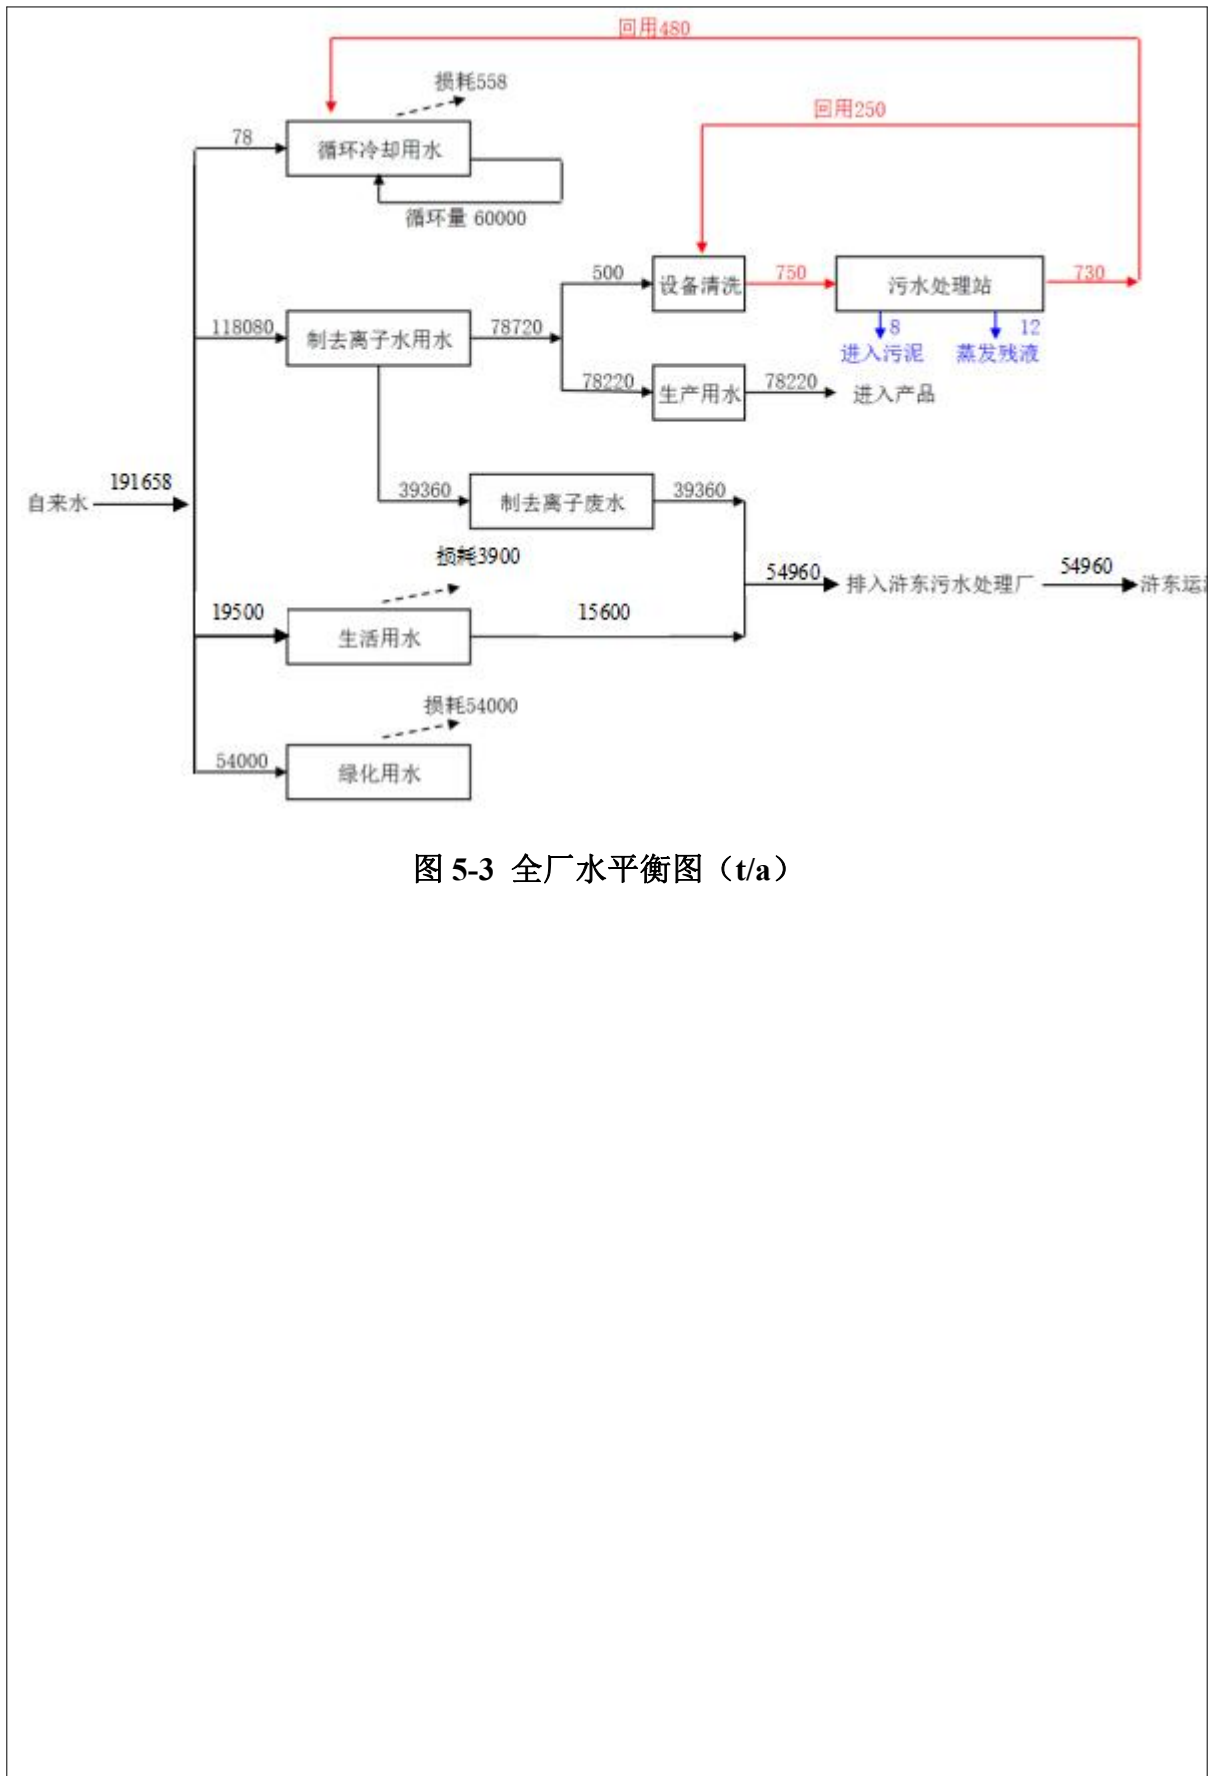 回用480
损耗558
回用250
78
循环冷却用水
循环量 60000
500
设备清洗
750
污水处理站
730
8
12
进入污泥
蒸发残液
118080
制去离子水用水
78720
78220
生产用水
78220
进入产品
自来水
191658
39360
制去离子废水
39360
损耗3900
54960
排入浒东污水处理厂
54960
浒东运
19500
生活用水
15600
损耗54000
54000
绿化用水
图 5-3 全厂水平衡图（t/a）